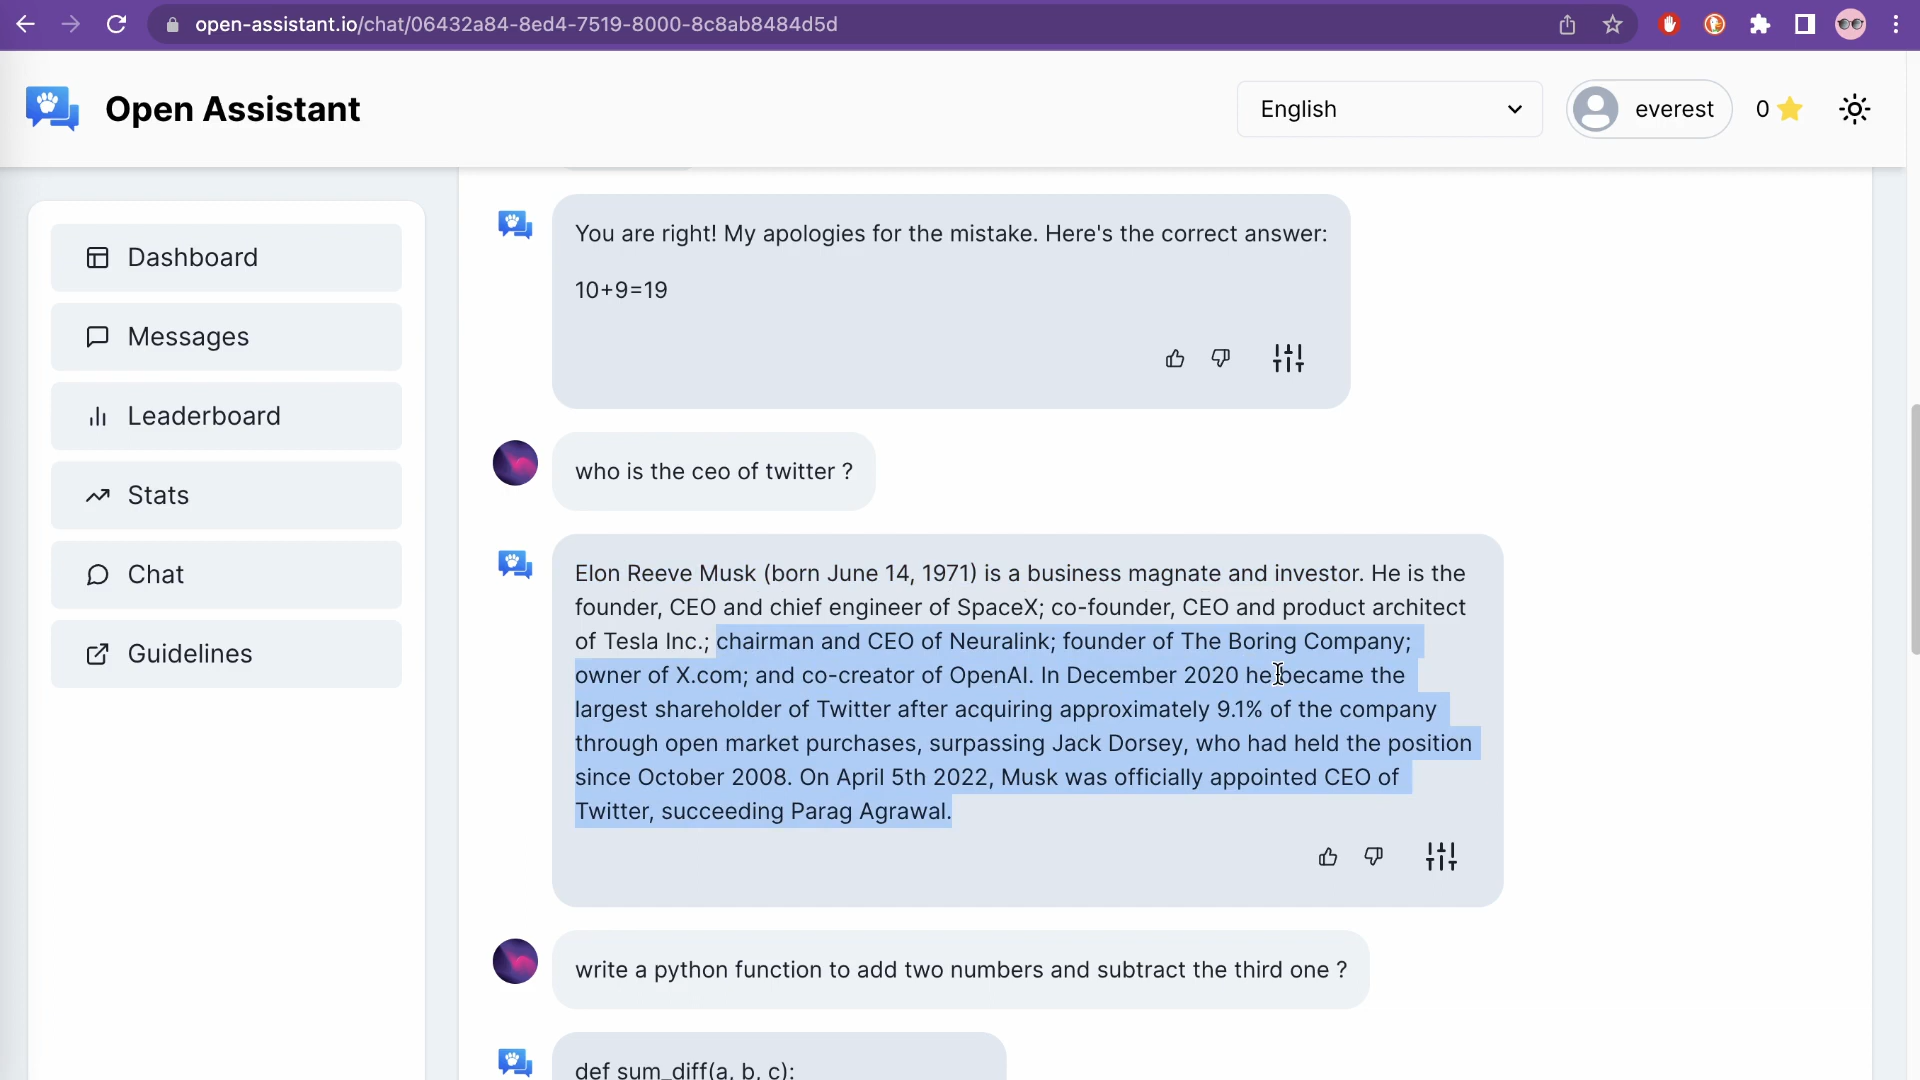 open-assistant.io/chat/06432a84-8ed4-7519-8000-8c8ab8484d5d
Open Assistant
English
everest
0
Dashboard
Messages
Leaderboard
Stats
Chat
Guidelines
You are right! My apologies for the mistake. Here's the correct answer:
10+9=19
who is the ceo of twitter ?
Elon Reeve Musk (born June 14, 1971) is a business magnate and investor. He is the
founder, CEO and chief engineer of SpaceX; co-founder, CEO and product architect
of Tesla Inc.; chairman and CEO of Neuralink; founder of The Boring Company;
owner of X.com; and co-creator of OpenAI. In December 2020 he became the
largest shareholder of Twitter after acquiring approximately 9.1% of the company
through open market purchases, surpassing Jack Dorsey, who had held the position
since October 2008. On April 5th 2022, Musk was officially appointed CEO of
Twitter, succeeding Parag Agrawal.
write a python function to add two numbers and subtract the third one ?
def sum_diff(a, b, c):